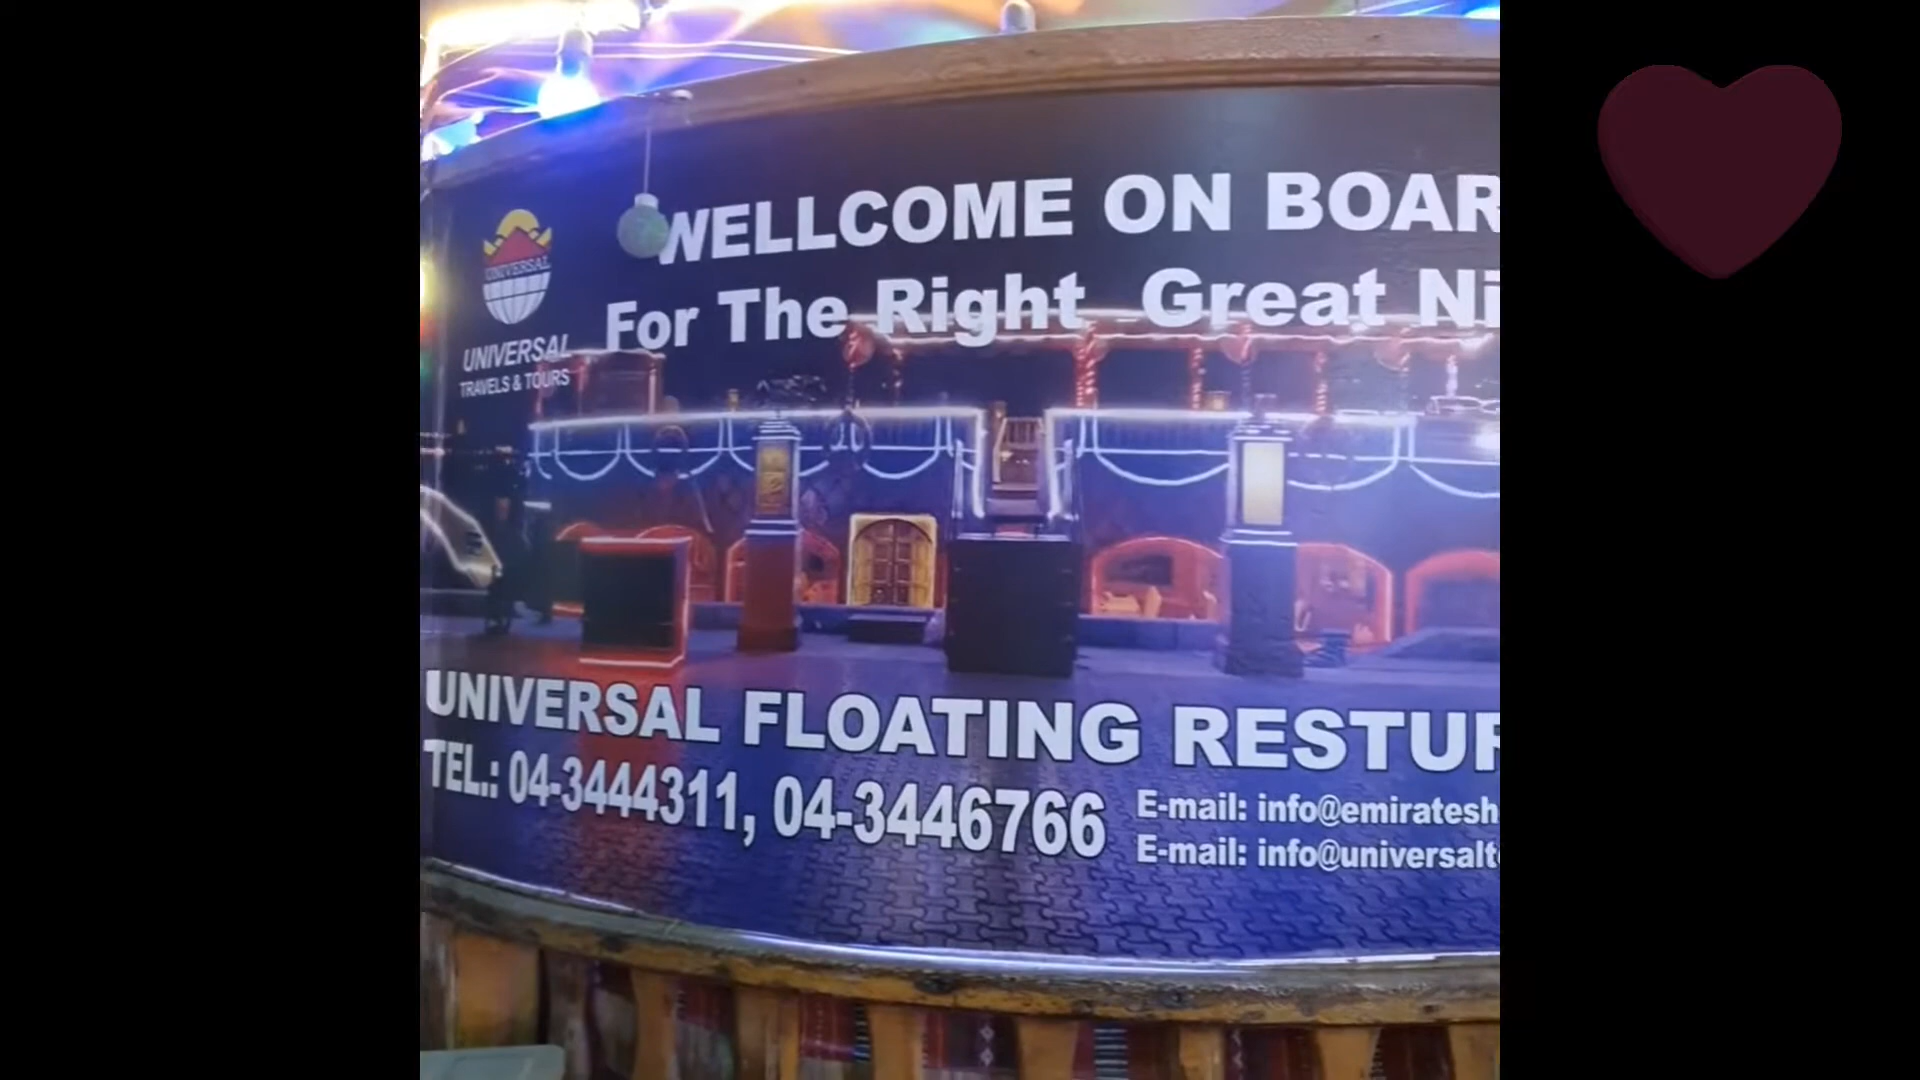 WELLCOME ON BOAR
For The Right Great Ni
UNIVERSAL
UNIVERSAL
TRAVELS & TOURS
UNIVERSAL FLOATING RESTUR
TEL.: 04-3444311, 04-3446766
E-mail: info@emiratesh
E-mail: info@universalt